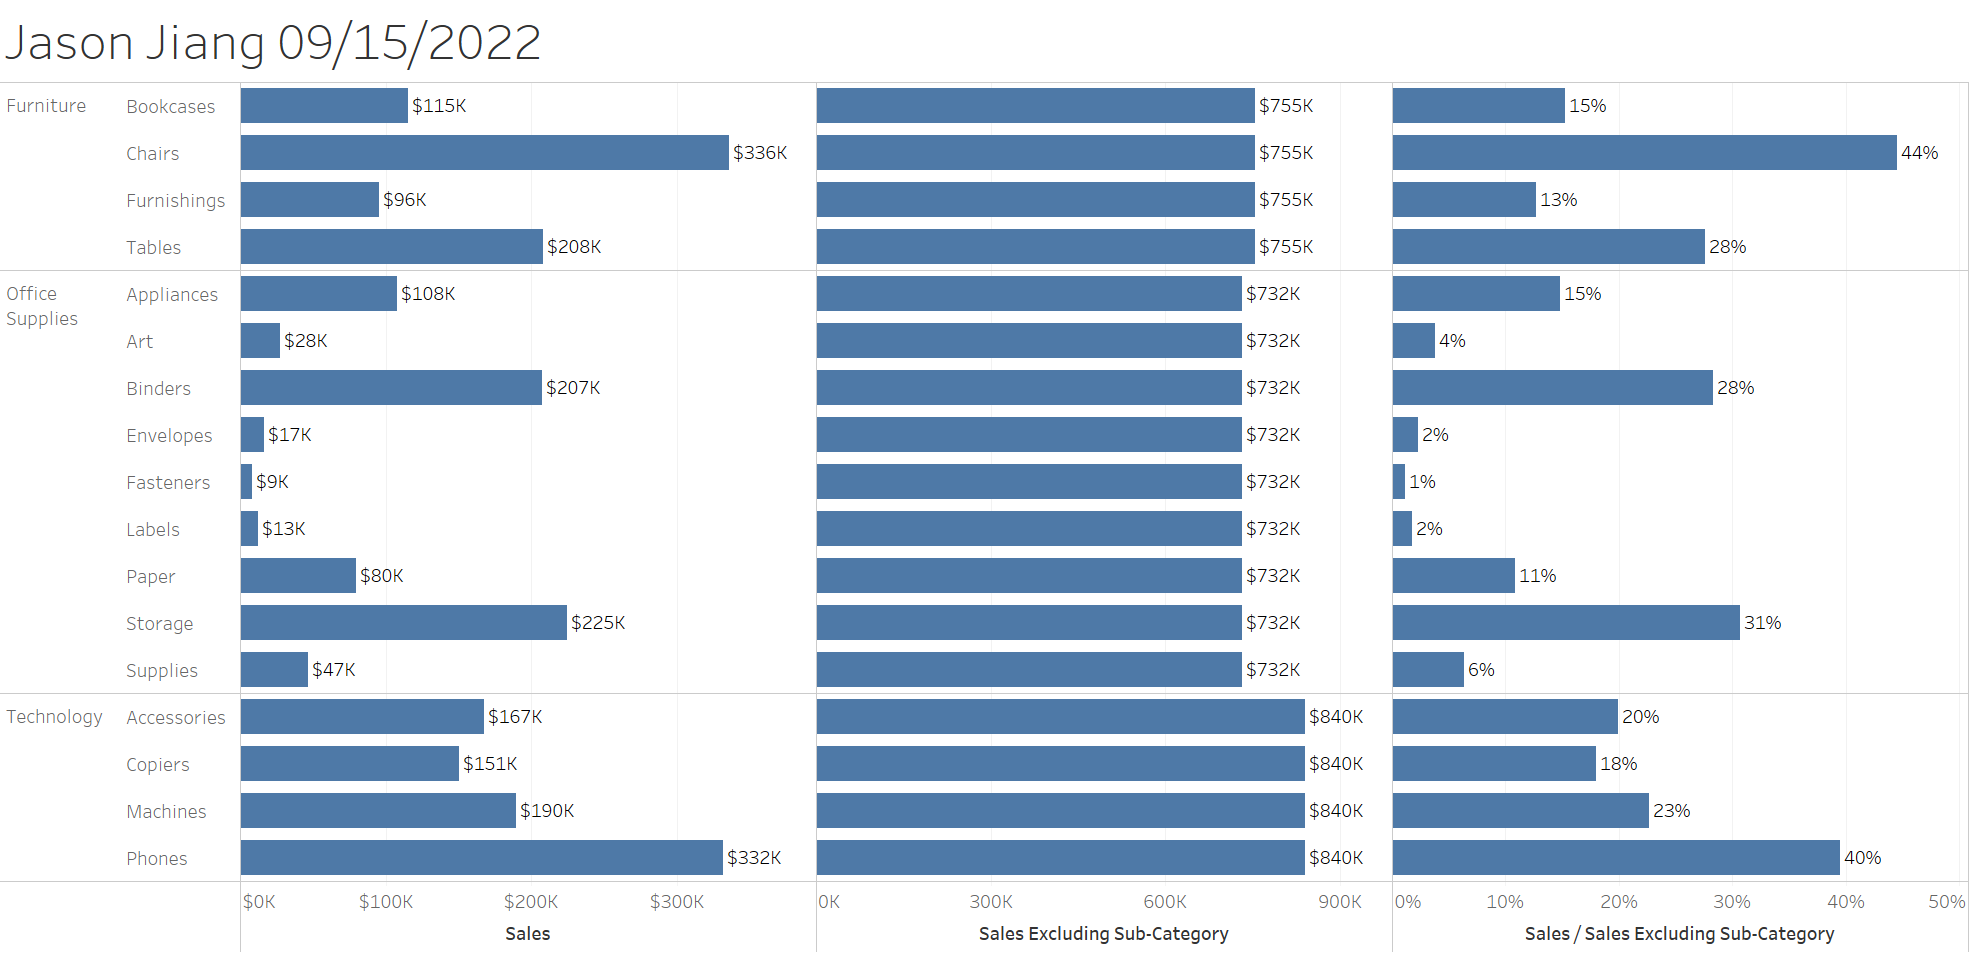 Jason Jiang 09/15/2022
Furniture Bookcases $115K $755K 15%
Chairs $336K $755K 44%
Furnishings $96K $755K 13%
Tables $208K $755K 28%
Office Supplies Appliances $108K $732K 15%
Art $28K $732K 4%
Binders $207K $732K 28%
Envelopes $17K $732K 2%
Fasteners $9K $732K 1%
Labels $13K $732K 2%
Paper $80K $732K 11%
Storage $225K $732K 31%
Supplies $47K $732K 6%
Technology Accessories $167K $840K 20%
Copiers $151K $840K 18%
Machines $190K $840K 23%
Phones $332K $840K 40%
$0K $100K $200K $300K 0K 300K 600K 900K 0% 10% 20% 30% 40% 50%
Sales Sales Excluding Sub-Category Sales / Sales Excluding Sub-Category